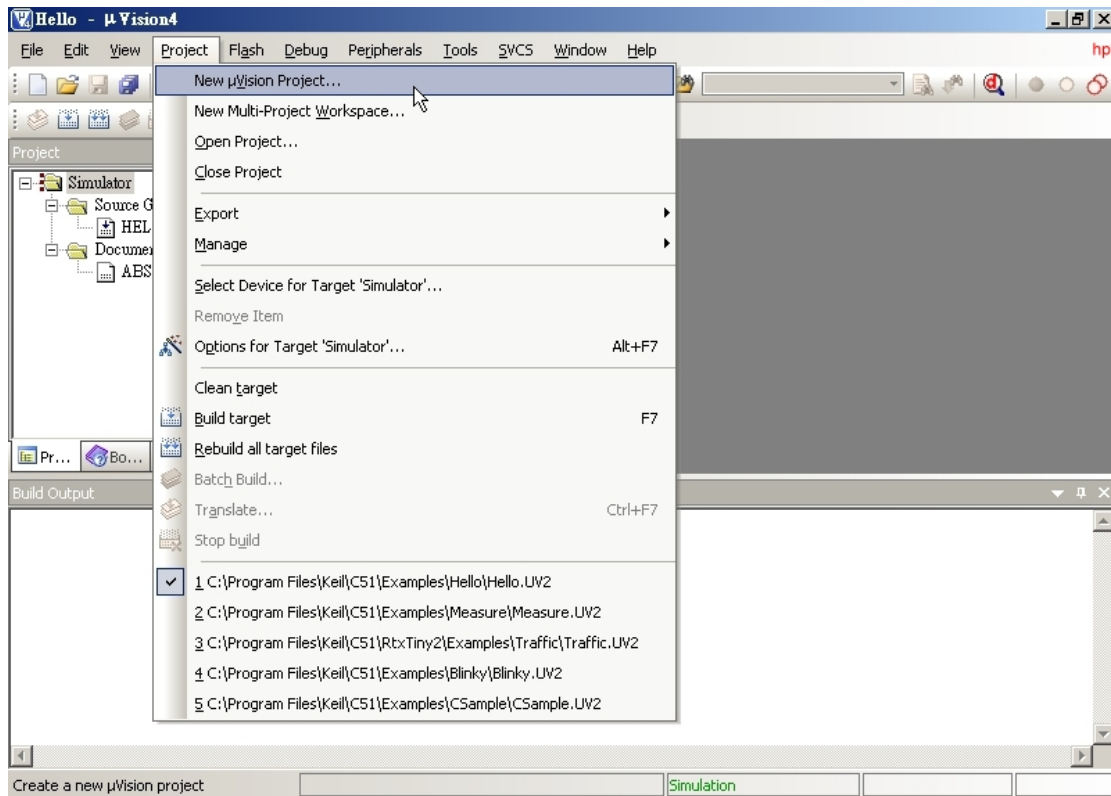 Hello - µVision4
File Edit View Project Flash Debug Peripherals Tools SVCS Window Help
hp
New µVision Project...
New Multi-Project Workspace...
Open Project...
Close Project
Export
Manage
Select Device for Target 'Simulator'...
Remove Item
Options for Target 'Simulator'... Alt+F7
Clean target
Build target F7
Rebuild all target files
Batch Build...
Translate... Ctrl+F7
Stop build
1 C:\Program Files\Keil\C51\Examples\Hello\Hello.UV2
2 C:\Program Files\Keil\C51\Examples\Measure\Measure.UV2
3 C:\Program Files\Keil\C51\RtxTiny2\Examples\Traffic\Traffic.UV2
4 C:\Program Files\Keil\C51\Examples\Blinky\Blinky.UV2
5 C:\Program Files\Keil\C51\Examples\CSample\CSample.UV2
Project
Simulator
Source G
HEL
Documen
ABS
Pr... Bo...
Build Output
Create a new µVision project
Simulation